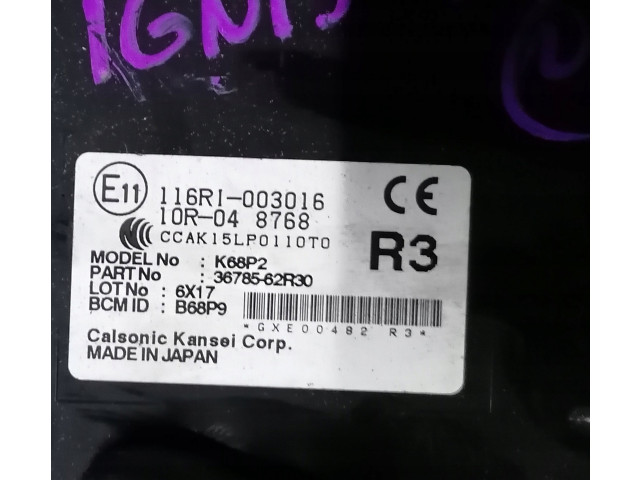 IGNIS
E11
116RI-003016
10R-04 8768
CCAK15LP0110T0
CE
R3
MODEL No : K68P2
PART No : 36785-62R30
LOT No : 6X17
BCM ID : B68P9
*GXE00482 R3*
Calsonic Kansei Corp.
MADE IN JAPAN